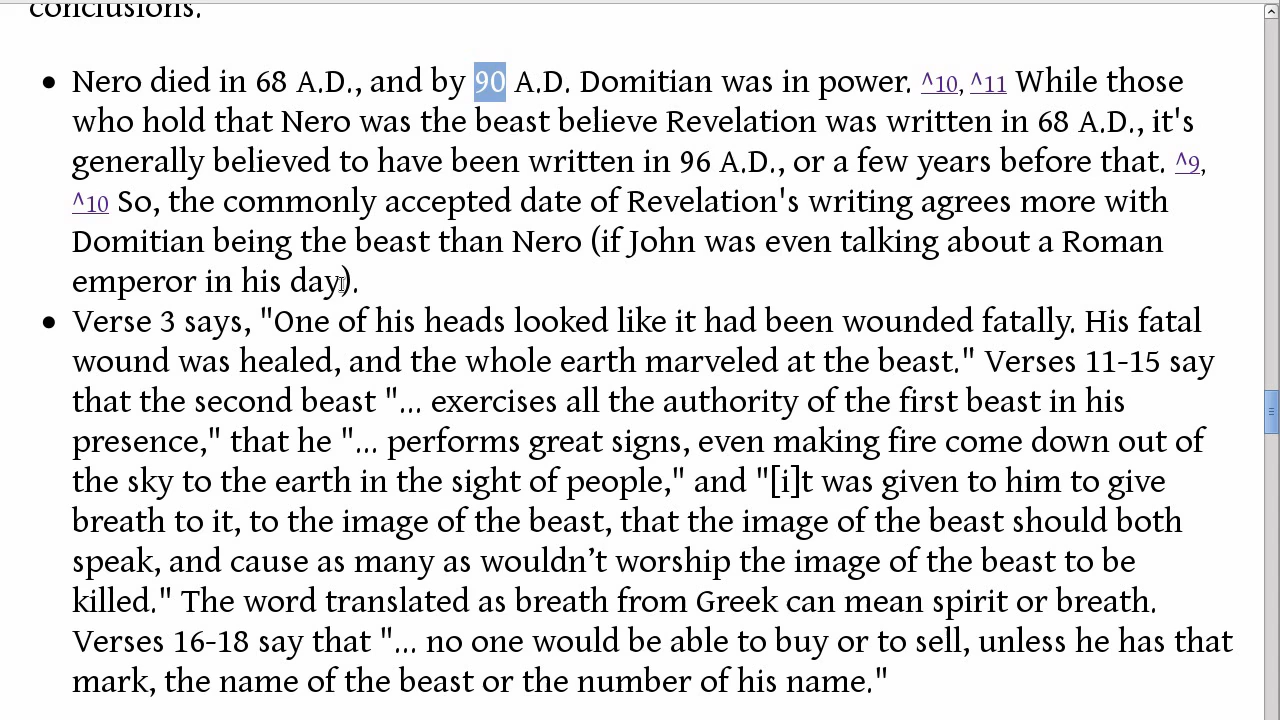 conclusions.
• Nero died in 68 A.D., and by 90 A.D. Domitian was in power. ^10, ^11 While those
who hold that Nero was the beast believe Revelation was written in 68 A.D., it's
generally believed to have been written in 96 A.D., or a few years before that. ^9,
^10 So, the commonly accepted date of Revelation's writing agrees more with
Domitian being the beast than Nero (if John was even talking about a Roman
emperor in his day).
• Verse 3 says, "One of his heads looked like it had been wounded fatally. His fatal
wound was healed, and the whole earth marveled at the beast." Verses 11-15 say
that the second beast "... exercises all the authority of the first beast in his
presence," that he "... performs great signs, even making fire come down out of
the sky to the earth in the sight of people," and "[i]t was given to him to give
breath to it, to the image of the beast, that the image of the beast should both
speak, and cause as many as wouldn’t worship the image of the beast to be
killed." The word translated as breath from Greek can mean spirit or breath.
Verses 16-18 say that "... no one would be able to buy or to sell, unless he has that
mark, the name of the beast or the number of his name."